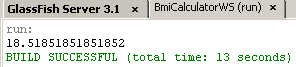 GlassFish Server 3.1 × BmiCalculatorWS (run) ×
run:
18.51851851851852
BUILD SUCCESSFUL (total time: 13 seconds)